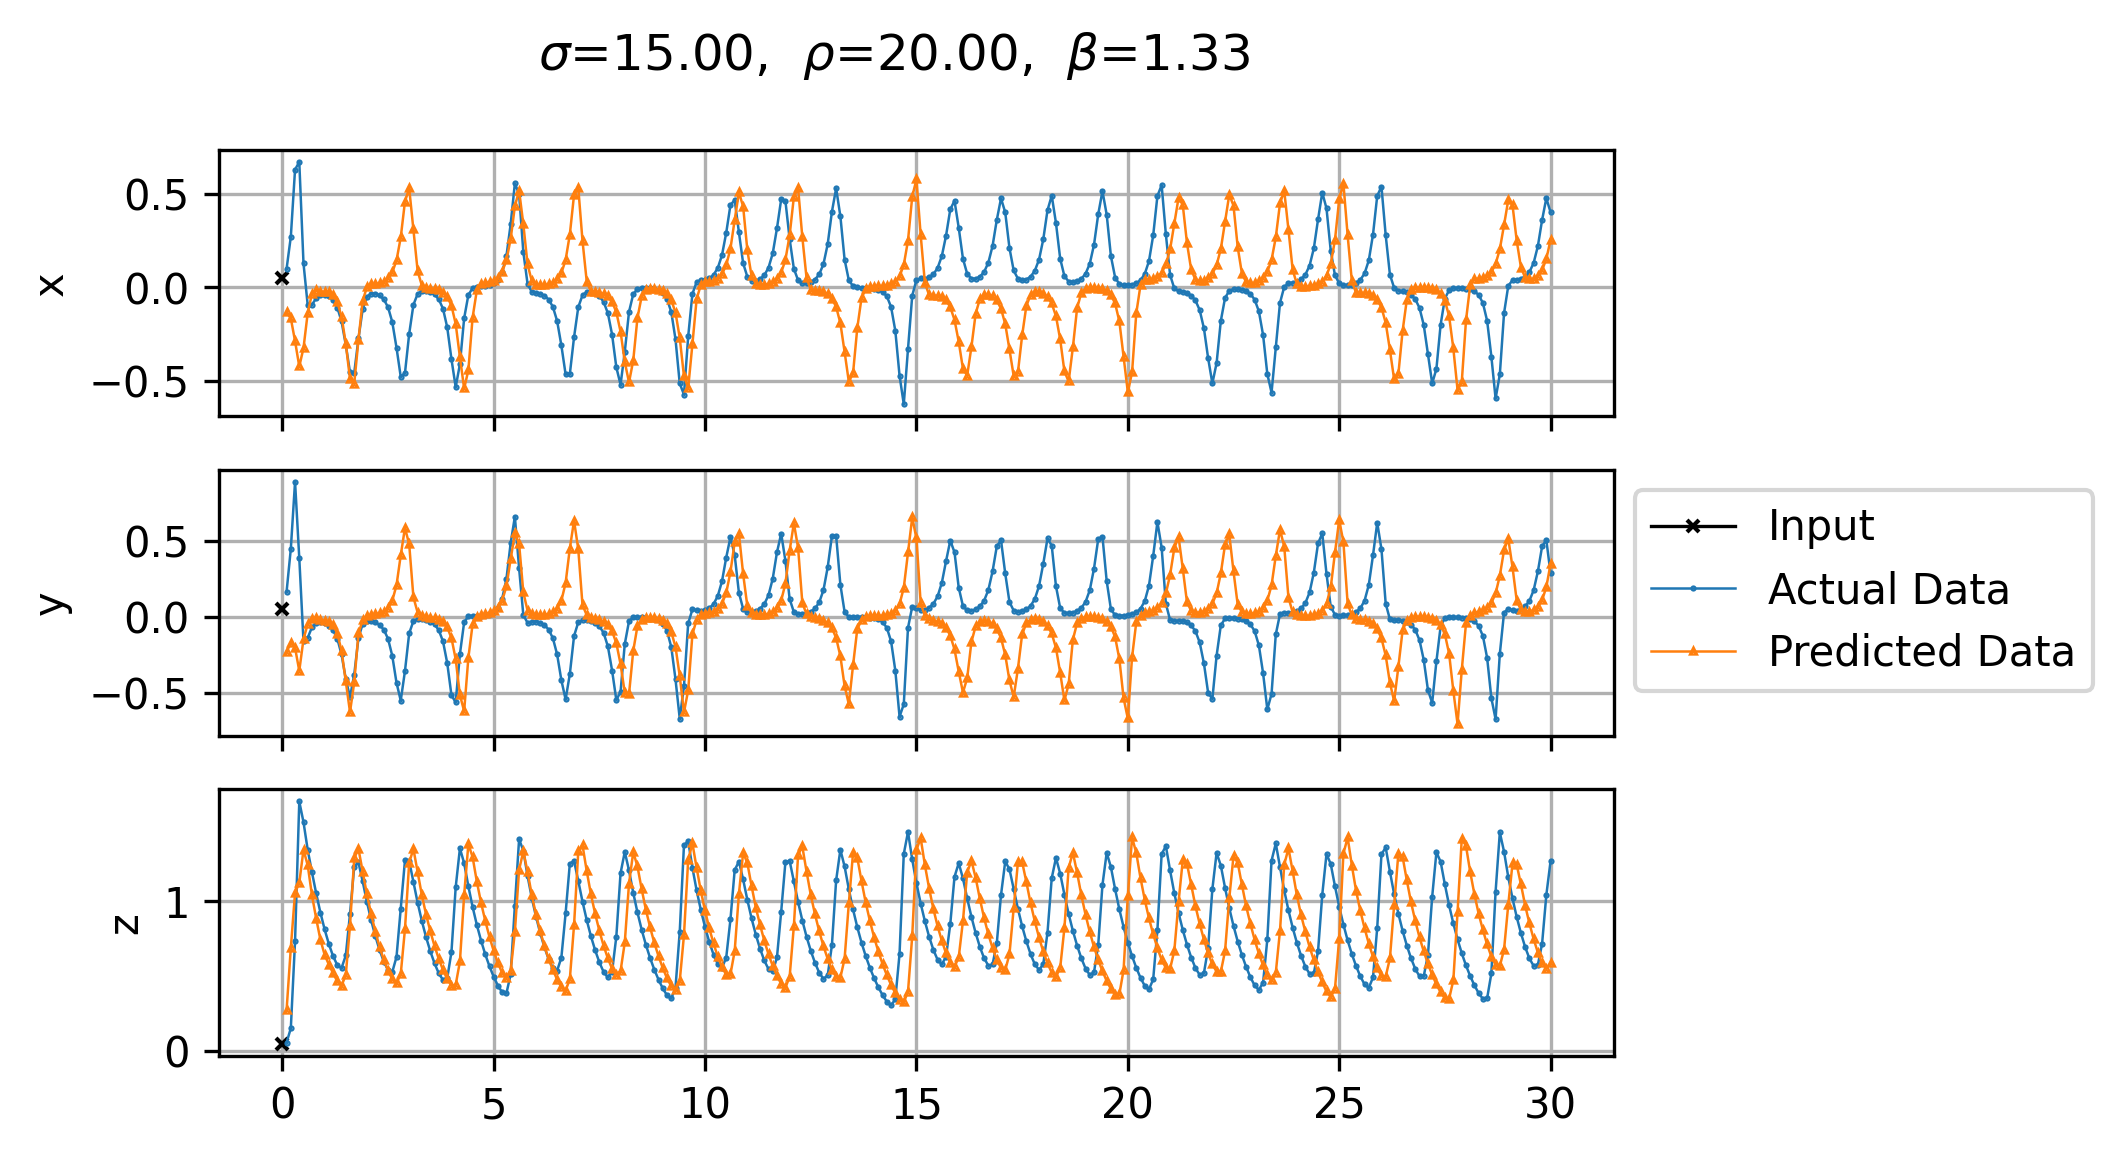 σ=15.00, ρ=20.00, β=1.33
x
0.5
0.0
−0.5
y
0.5
0.0
−0.5
Input
Actual Data
Predicted Data
z
1
0
0 5 10 15 20 25 30